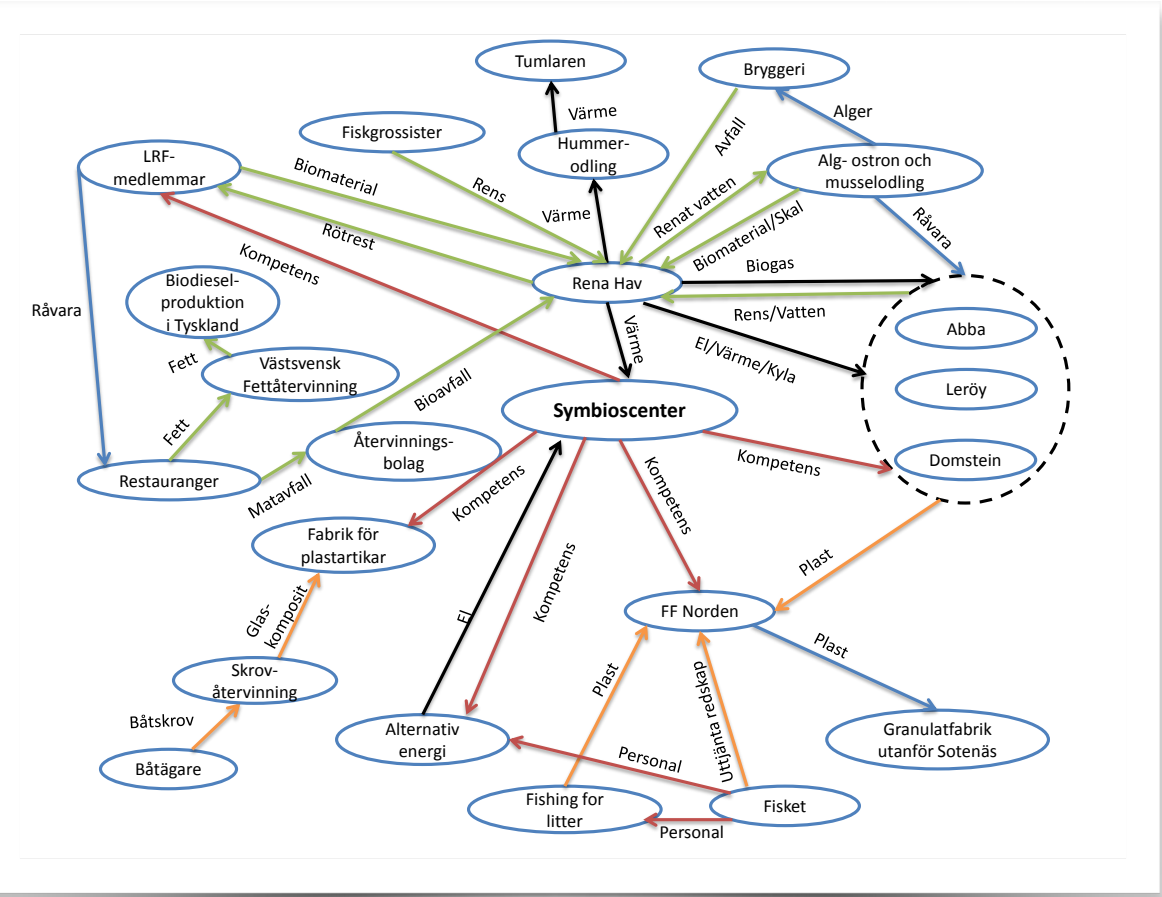 Tumlaren
Bryggeri
Värme
Alger
Fiskgrossister
Avfall
Hummer-
odling
LRF-
medlemmar
Alg- ostron och
musselodling
Biomaterial
Rens
Renat vatten
Värme
Biomaterial/Skal
Råvara
Rötrest
Kompetens
Biogas
Rena Hav
Biodiesel-
produktion
i Tyskland
Råvara
Rens/Vatten
Abba
Värme
El/Värme/Kyla
Fett
Västsvensk
Fettåtervinning
Bioavfall
Leröy
Symbioscenter
Fett
Återvinnings-
bolag
Kompetens
Domstein
Restauranger
Matavfall
Kompetens
Kompetens
Fabrik för
plastartikar
Plast
Kompetens
Glas-
komposit
El
FF Norden
Plast
Skrov-
återvinning
Plast
Uttjänta redskap
Båtskrov
Alternativ
energi
Granulatfabrik
utanför Sotenäs
Båtägare
Personal
Fishing for
litter
Fisket
Personal